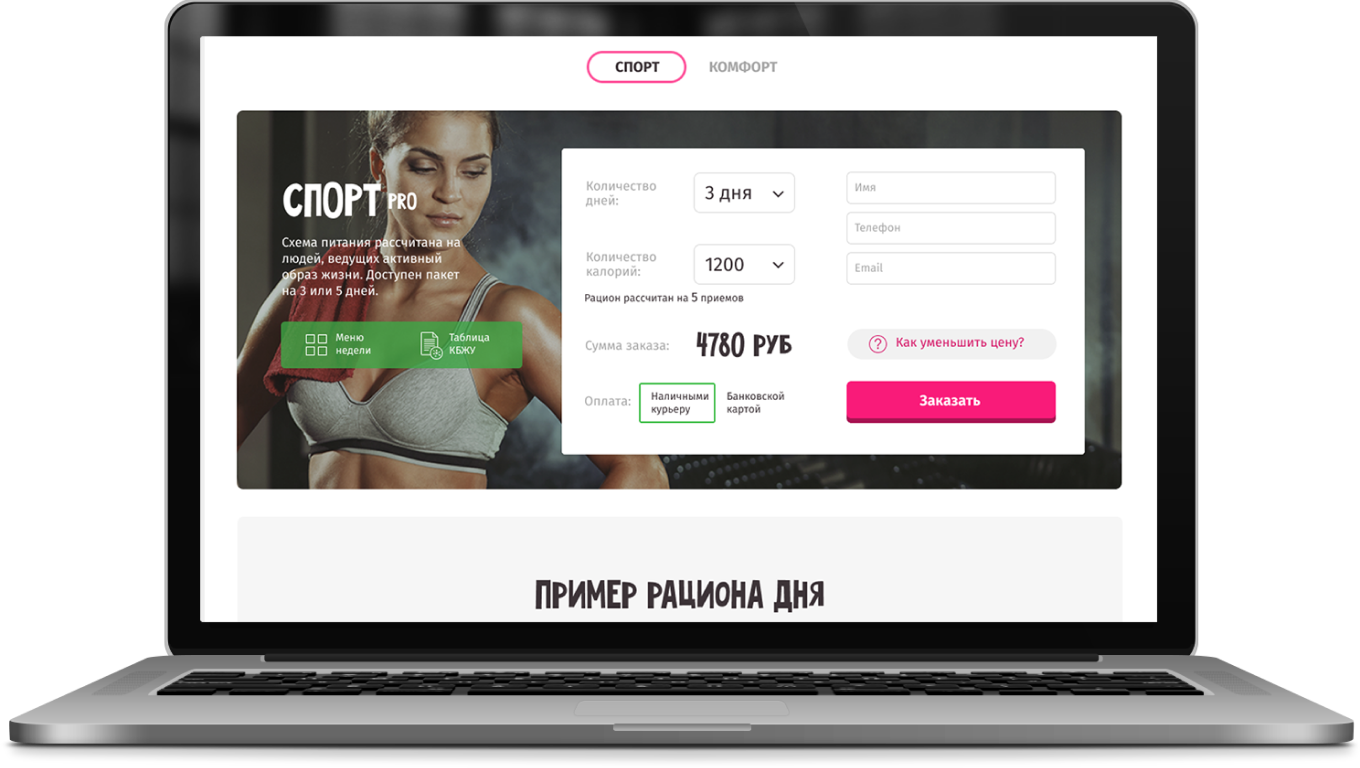 СПОРТ
КОМФОРТ
СПОРТ PRO
Схема питания рассчитана на
людей, ведущих активный
образ жизни. Доступен пакет
на 3 или 5 дней.
Меню
недели
Таблица
КБЖУ
Количество
дней:
3 дня
Количество
калорий:
1200
Рацион рассчитан на 5 приемов
Сумма заказа:
4780 РУБ
Оплата:
Наличными
курьеру
Банковской
картой
Имя
Телефон
Email
Как уменьшить цену?
Заказать
ПРИМЕР РАЦИОНА ДНЯ